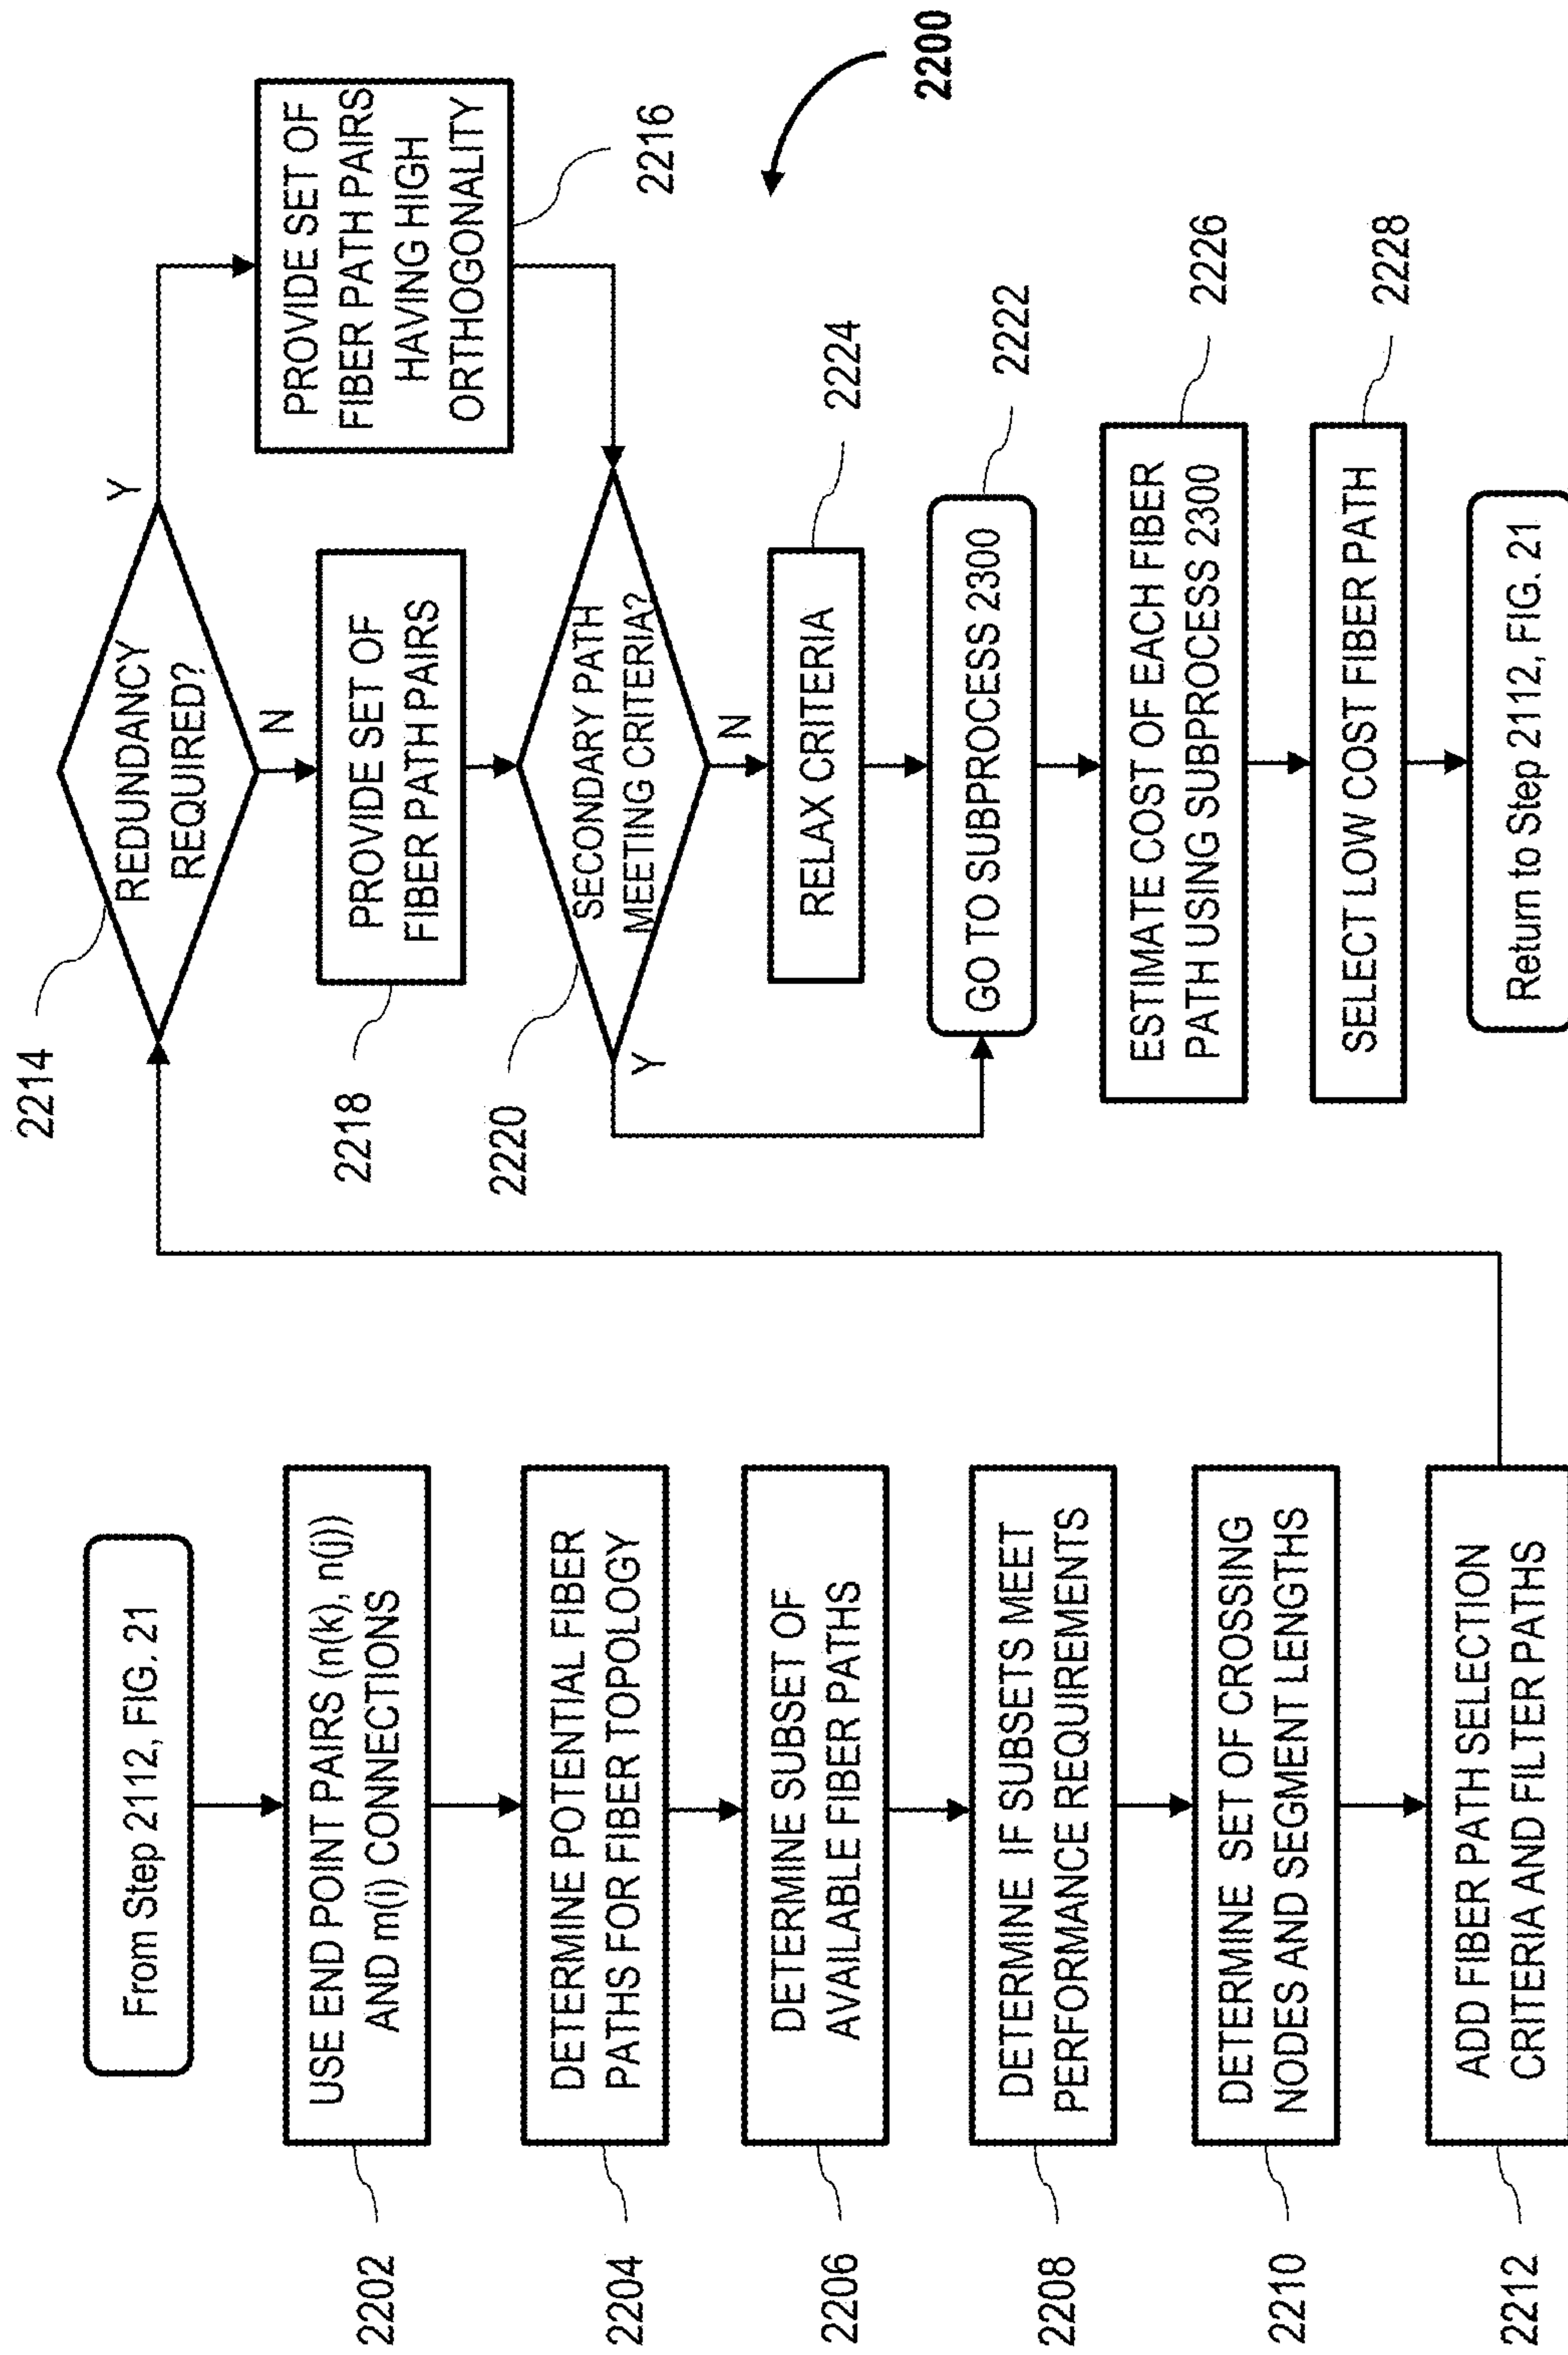 From Step 2112, FIG. 21
2202
USE END POINT PAIRS (n(k), n(j))
AND m(i) CONNECTIONS
2204
DETERMINE POTENTIAL FIBER
PATHS FOR FIBER TOPOLOGY
2206
DETERMINE SUBSET OF
AVAILABLE FIBER PATHS
2208
DETERMINE IF SUBSETS MEET
PERFORMANCE REQUIREMENTS
2210
DETERMINE SET OF CROSSING
NODES AND SEGMENT LENGTHS
2212
ADD FIBER PATH SELECTION
CRITERIA AND FILTER PATHS
2214
REDUNDANCY
REQUIRED?
Y
N
PROVIDE SET OF
FIBER PATH PAIRS
HAVING HIGH
ORTHOGONALITY
2216
2218
PROVIDE SET OF
FIBER PATH PAIRS
2220
SECONDARY PATH
MEETING CRITERIA?
Y
N
RELAX CRITERIA
2224
GO TO SUBPROCESS 2300
2222
ESTIMATE COST OF EACH FIBER
PATH USING SUBPROCESS 2300
2226
SELECT LOW COST FIBER PATH
2228
Return to Step 2112, FIG. 21
2200